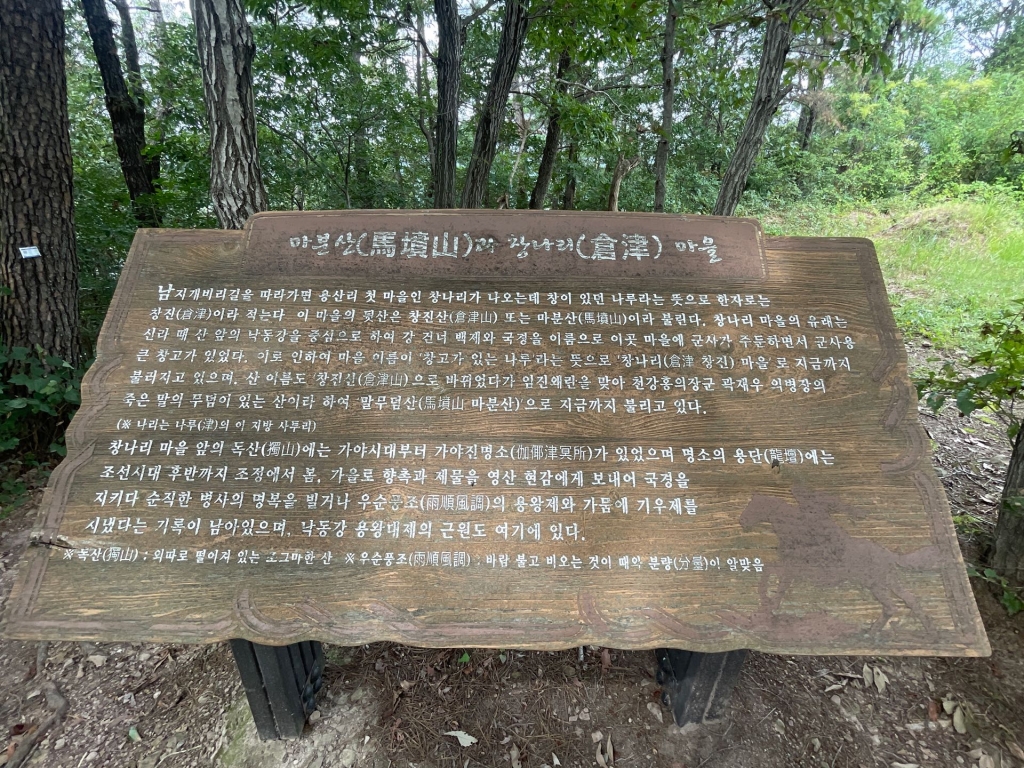 마분산(馬墳山)과 창나리(倉津) 마을
남지개비리길을 따라가면 용산리 첫 마을인 창나리가 나오는데 창이 있던 나루라는 뜻으로 한자로는
창진(倉津)이라 적는다 이 마을의 뒷산은 창진산(倉津山) 또는 마분산(馬墳山)이라 불린다. 창나리 마을의 유래는
신라 때 산 앞의 낙동강을 중심으로 하여 강 건너 백제와 국경을 이룸으로 이곳 마을에 군사가 주둔하면서 군사용
큰 창고가 있었다. 이로 인하여 마을 이름이 '창고가 있는 나루'라는 뜻으로 '창나리(倉津 창진) 마을'로 지금까지
불러지고 있으며, 산 이름도 창진산(倉津山)으로 바뀌었다가 임진왜란을 맞아 천강홍의장군 곽재우 의병장의
죽은 말의 무덤이 있는 산이라 하여 '말무덤산(馬墳山 마분산)'으로 지금까지 불리고 있다.
(※ 나리는 나루(津)의 이 지방 사투리)
창나리 마을 앞의 독산(獨山)에는 가야시대부터 가야진명소(伽倻津冥所)가 있었으며 명소의 용단(龍壇)에는
조선시대 후반까지 조정에서 봄, 가을로 향촉과 제물을 영산 현감에게 보내어 국경을
지키다 순직한 병사의 명복을 빌거나 우순풍조(雨順風調)의 용왕제와 가뭄에 기우제를
시냈다는 기록이 남아있으며, 낙동강 용왕대제의 근원도 여기에 있다.
※ 독산(獨山) : 외따로 떨어져 있는 조그마한 산 ※ 우순풍조(雨順風調) : 바람 불고 비오는 것이 때와 분량(分量)이 알맞음